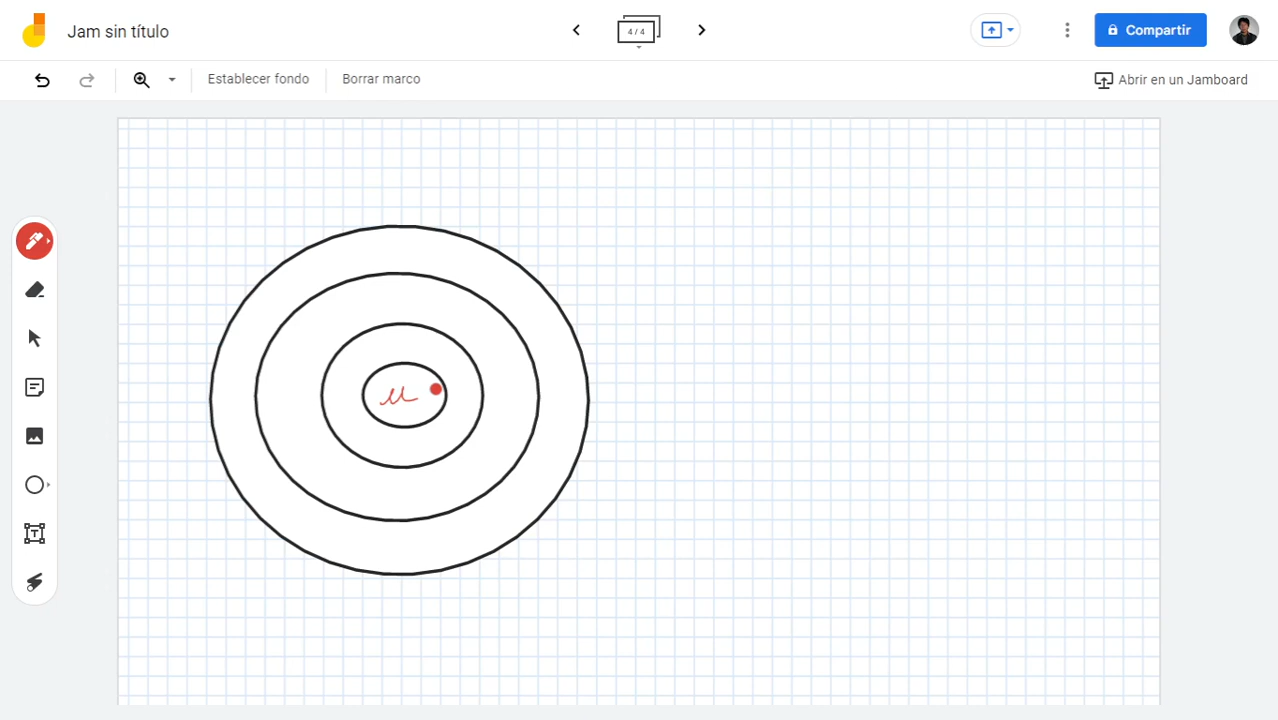 Jam sin título
4 / 4
Compartir
Establecer fondo
Borrar marco
Abrir en un Jamboard
T